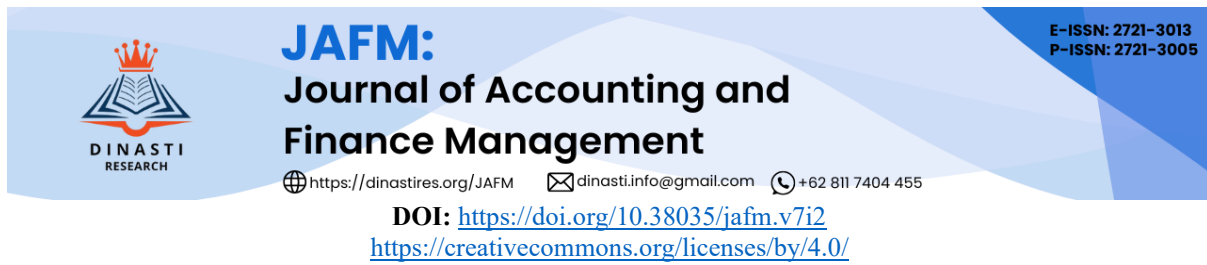 E-ISSN: 2721-3013
P-ISSN: 2721-3005
JAFM:
Journal of Accounting and
Finance Management
DINASTI
RESEARCH
https://dinastires.org/JAFM dinasti.info@gmail.com +62 811 7404 455
DOI: https://doi.org/10.38035/jafm.v7i2
https://creativecommons.org/licenses/by/4.0/